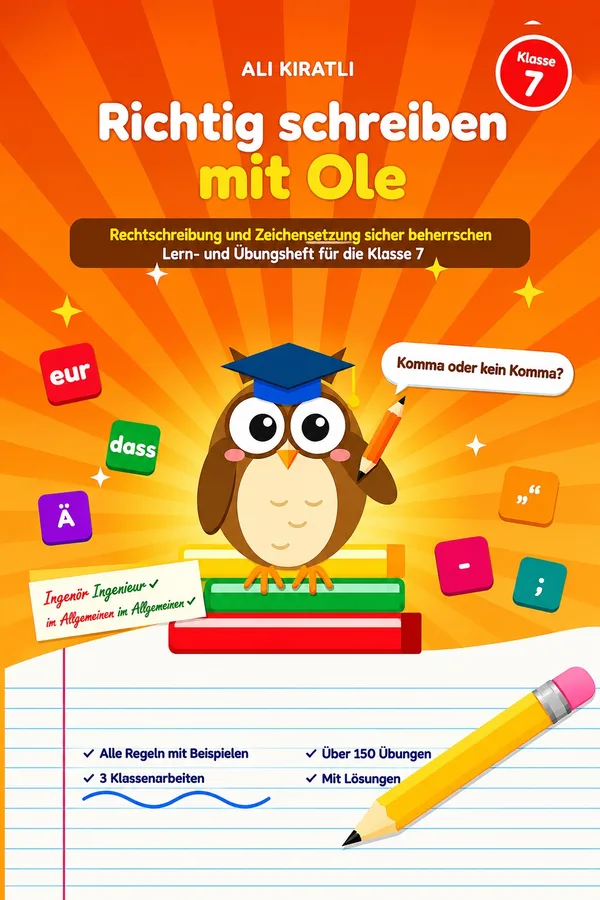 ALI KIRATLI
Klasse
7
Richtig schreiben
mit Ole
Rechtschreibung und Zeichensetzung sicher beherrschen
Lern- und Übungsheft für die Klasse 7
eur
dass
Ä
Komma oder kein Komma?
„“
-
;
Ingenör Ingenieur ✓
im Allgemeinen im Allgemeinen ✓
✓ Alle Regeln mit Beispielen
✓ 3 Klassenarbeiten
✓ Über 150 Übungen
✓ Mit Lösungen